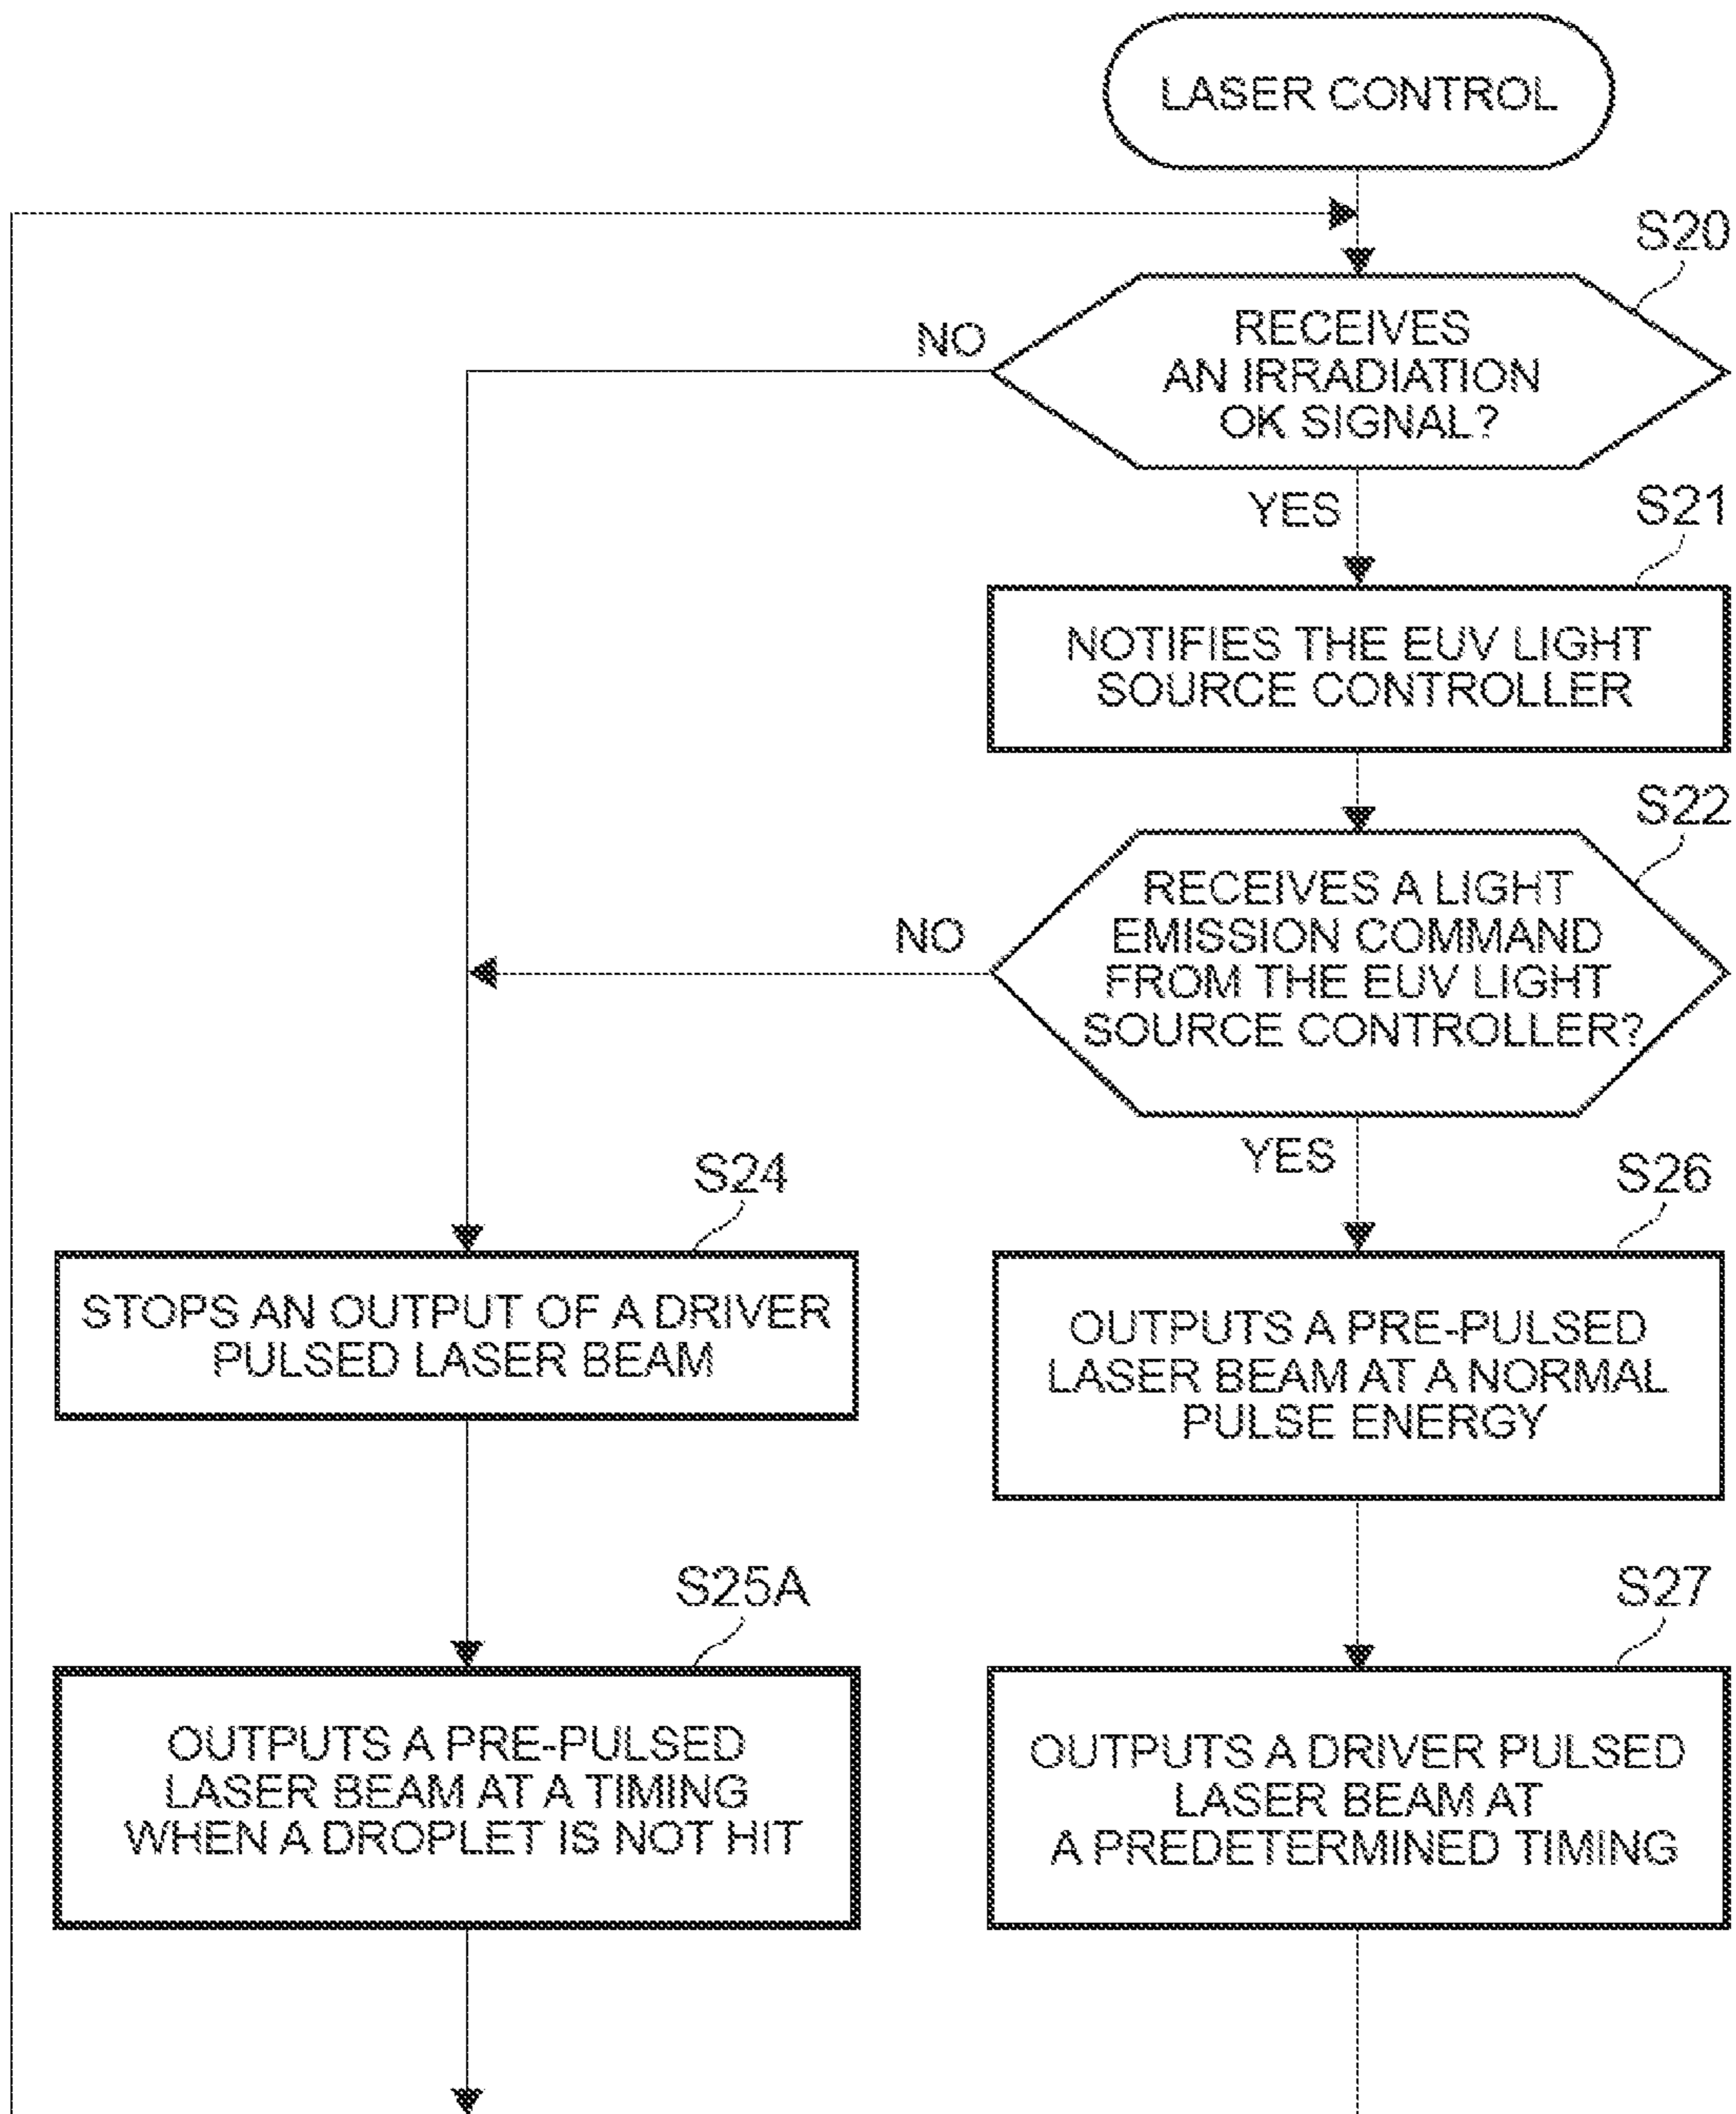 LASER CONTROL
S20
RECEIVES
AN IRRADIATION
OK SIGNAL?
NO
YES
S21
NOTIFIES THE EUV LIGHT
SOURCE CONTROLLER
S22
RECEIVES A LIGHT
EMISSION COMMAND
FROM THE EUV LIGHT
SOURCE CONTROLLER?
NO
YES
S24
STOPS AN OUTPUT OF A DRIVER
PULSED LASER BEAM
S26
OUTPUTS A PRE-PULSED
LASER BEAM AT A NORMAL
PULSE ENERGY
S25A
OUTPUTS A PRE-PULSED
LASER BEAM AT A TIMING
WHEN A DROPLET IS NOT HIT
S27
OUTPUTS A DRIVER PULSED
LASER BEAM AT
A PREDETERMINED TIMING